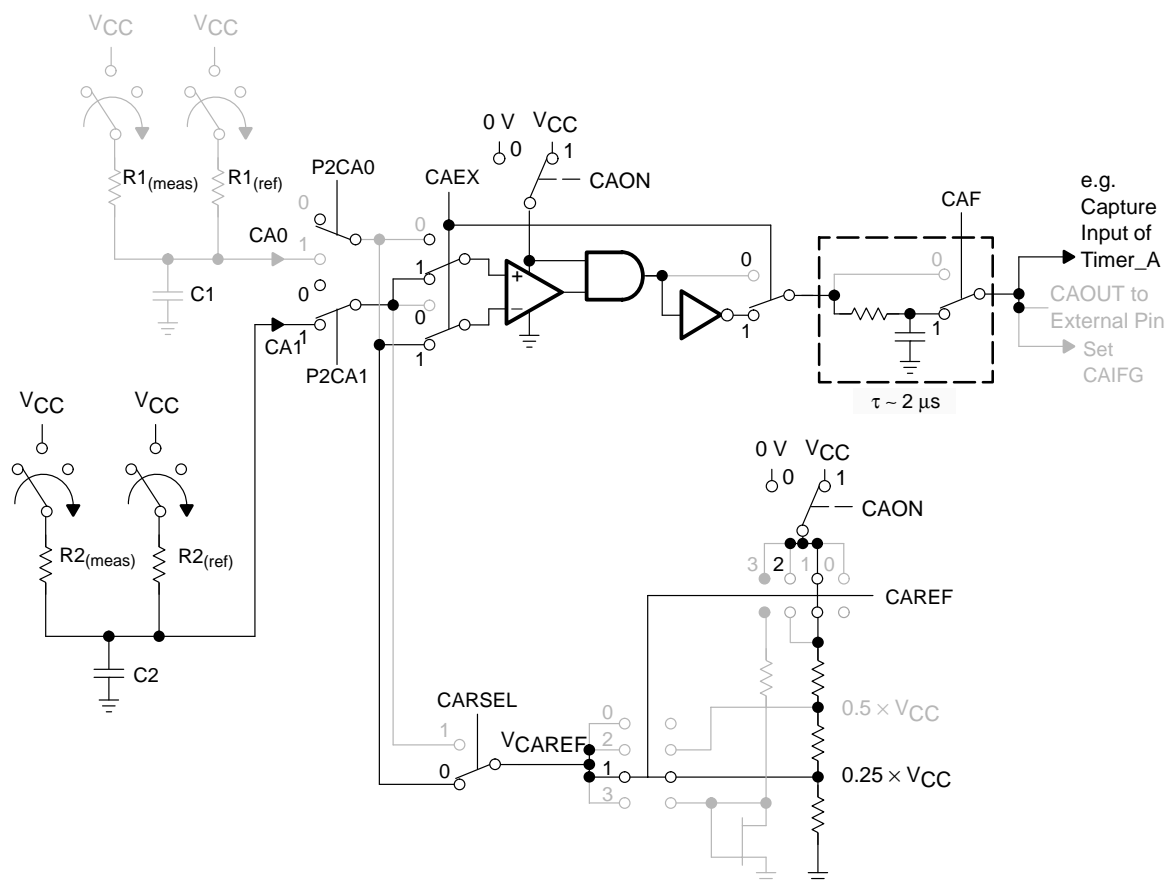 VCC VCC
R1(meas) R1(ref)
C1
P2CA0
0
1
CA0
0
1
CA1
P2CA1
CAEX
0
1
0
1
0 V VCC
0 1
CAON
+
−
0
1
CAF
0
1
τ ~ 2 μs
e.g.
Capture
Input of
Timer_A
CAOUT to
External Pin
Set
CAIFG
VCC VCC
R2(meas) R2(ref)
C2
0 V VCC
0 1
CAON
3 2 1 0
CAREF
CARSEL
1
0
VCAREF
0
2
1
3
0.5 × VCC
0.25 × VCC